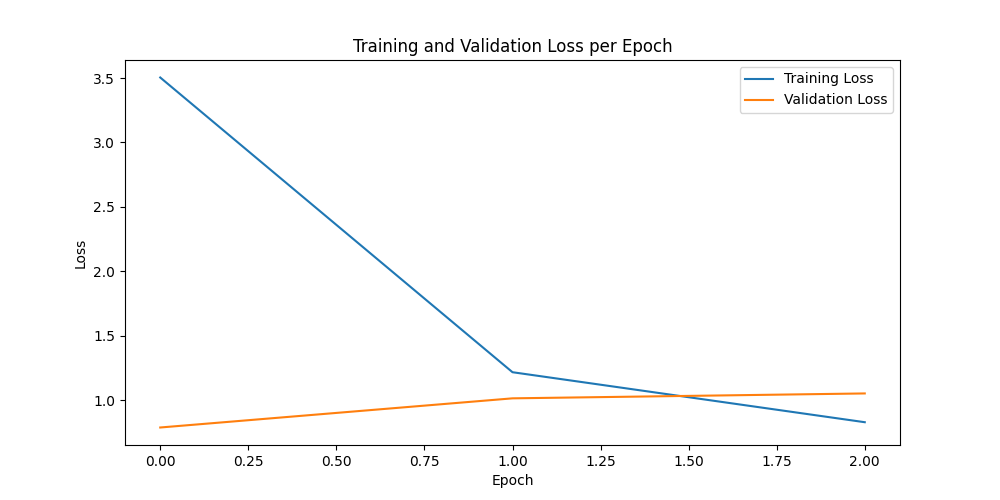 Training and Validation Loss per Epoch
Training Loss
Validation Loss
3.5
3.0
2.5
2.0
1.5
1.0
Loss
0.00 0.25 0.50 0.75 1.00 1.25 1.50 1.75 2.00
Epoch